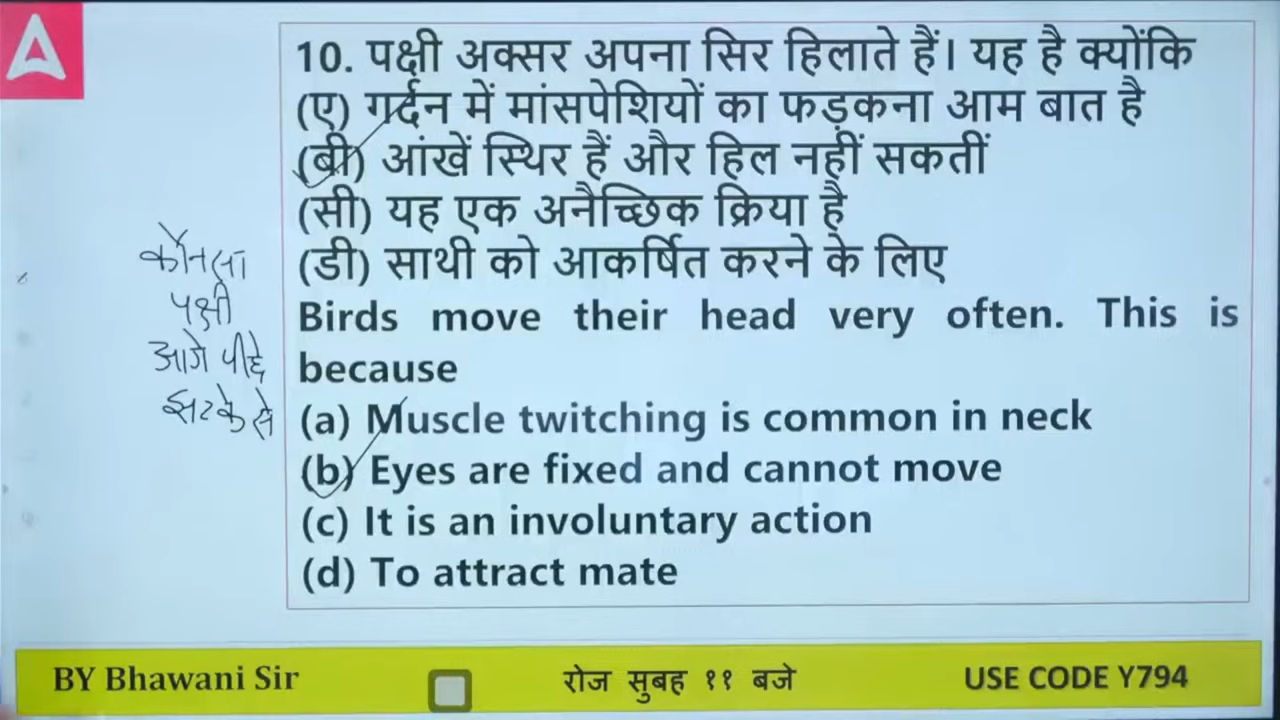 10. पक्षी अक्सर अपना सिर हिलाते हैं। यह है क्योंकि
(ए) गर्दन में मांसपेशियों का फड़कना आम बात है
(बी) आंखें स्थिर हैं और हिल नहीं सकतीं
(सी) यह एक अनैच्छिक क्रिया है
(डी) साथी को आकर्षित करने के लिए
Birds move their head very often. This is
because
(a) Muscle twitching is common in neck
(b) Eyes are fixed and cannot move
(c) It is an involuntary action
(d) To attract mate
कौनसा
पक्षी
आगे पीछे
झटके से
BY Bhawani Sir
रोज सुबह ११ बजे
USE CODE Y794